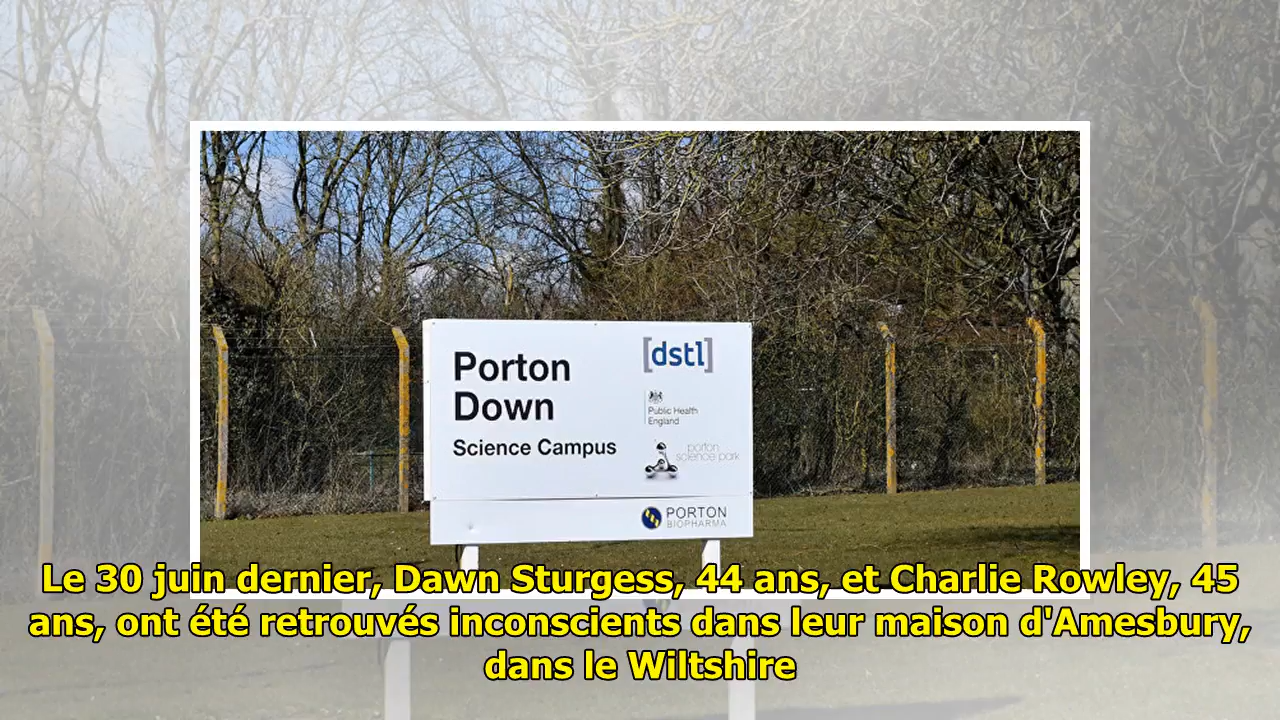 Porton
Down
Science Campus
[dstl]
Public Health
England
porton
science park
PORTON
BIOPHARMA
Le 30 juin dernier, Dawn Sturgess, 44 ans, et Charlie Rowley, 45
ans, ont été retrouvés inconscients dans leur maison d'Amesbury,
dans le Wiltshire